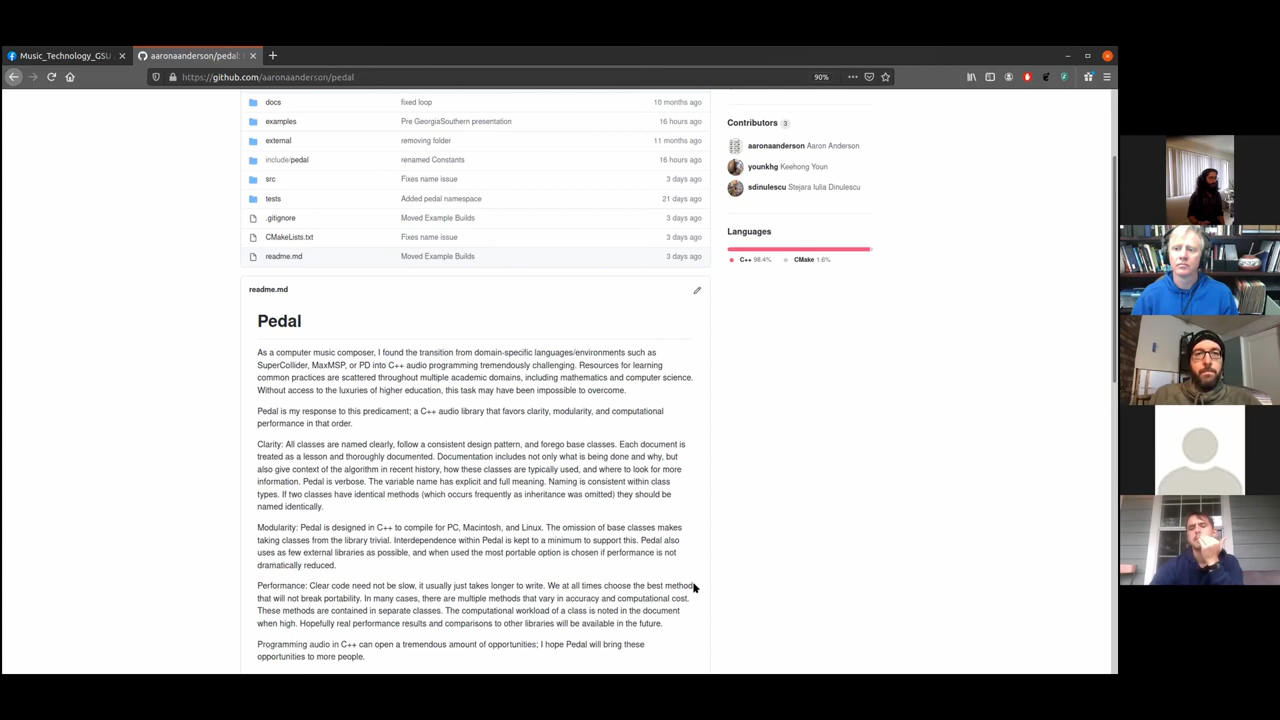 Music_Technology_GSU
aaronaanderson/pedal:
https://github.com/aaronaanderson/pedal
90%
docs fixed loop 10 months ago
examples Pre GeorgiaSouthern presentation 16 hours ago
external removing folder 11 months ago
include/pedal renamed Constants 16 hours ago
src Fixes name issue 3 days ago
tests Added pedal namespace 21 days ago
.gitignore Moved Example Builds 3 days ago
CMakeLists.txt Fixes name issue 3 days ago
readme.md Moved Example Builds 3 days ago
Contributors 3
aaronaanderson Aaron Anderson
younkhg Keehong Youn
sdinulescu Stejara Iulia Dinulescu
Languages
C++ 98.4% CMake 1.6%
readme.md
Pedal
As a computer music composer, I found the transition from domain-specific languages/environments such as
SuperCollider, MaxMSP, or PD into C++ audio programming tremendously challenging. Resources for learning
common practices are scattered throughout multiple academic domains, including mathematics and computer science.
Without access to the luxuries of higher education, this task may have been impossible to overcome.
Pedal is my response to this predicament; a C++ audio library that favors clarity, modularity, and computational
performance in that order.
Clarity: All classes are named clearly, follow a consistent design pattern, and forego base classes. Each document is
treated as a lesson and thoroughly documented. Documentation includes not only what is being done and why, but
also give context of the algorithm in recent history, how these classes are typically used, and where to look for more
information. Pedal is verbose. The variable name has explicit and full meaning. Naming is consistent within class
types. If two classes have identical methods (which occurs frequently as inheritance was omitted) they should be
named identically.
Modularity: Pedal is designed in C++ to compile for PC, Macintosh, and Linux. The omission of base classes makes
taking classes from the library trivial. Interdependence within Pedal is kept to a minimum to support this. Pedal also
uses as few external libraries as possible, and when used the most portable option is chosen if performance is not
dramatically reduced.
Performance: Clear code need not be slow, it usually just takes longer to write. We at all times choose the best method
that will not break portability. In many cases, there are multiple methods that vary in accuracy and computational cost.
These methods are contained in separate classes. The computational workload of a class is noted in the document
when high. Hopefully real performance results and comparisons to other libraries will be available in the future.
Programming audio in C++ can open a tremendous amount of opportunities; I hope Pedal will bring these
opportunities to more people.